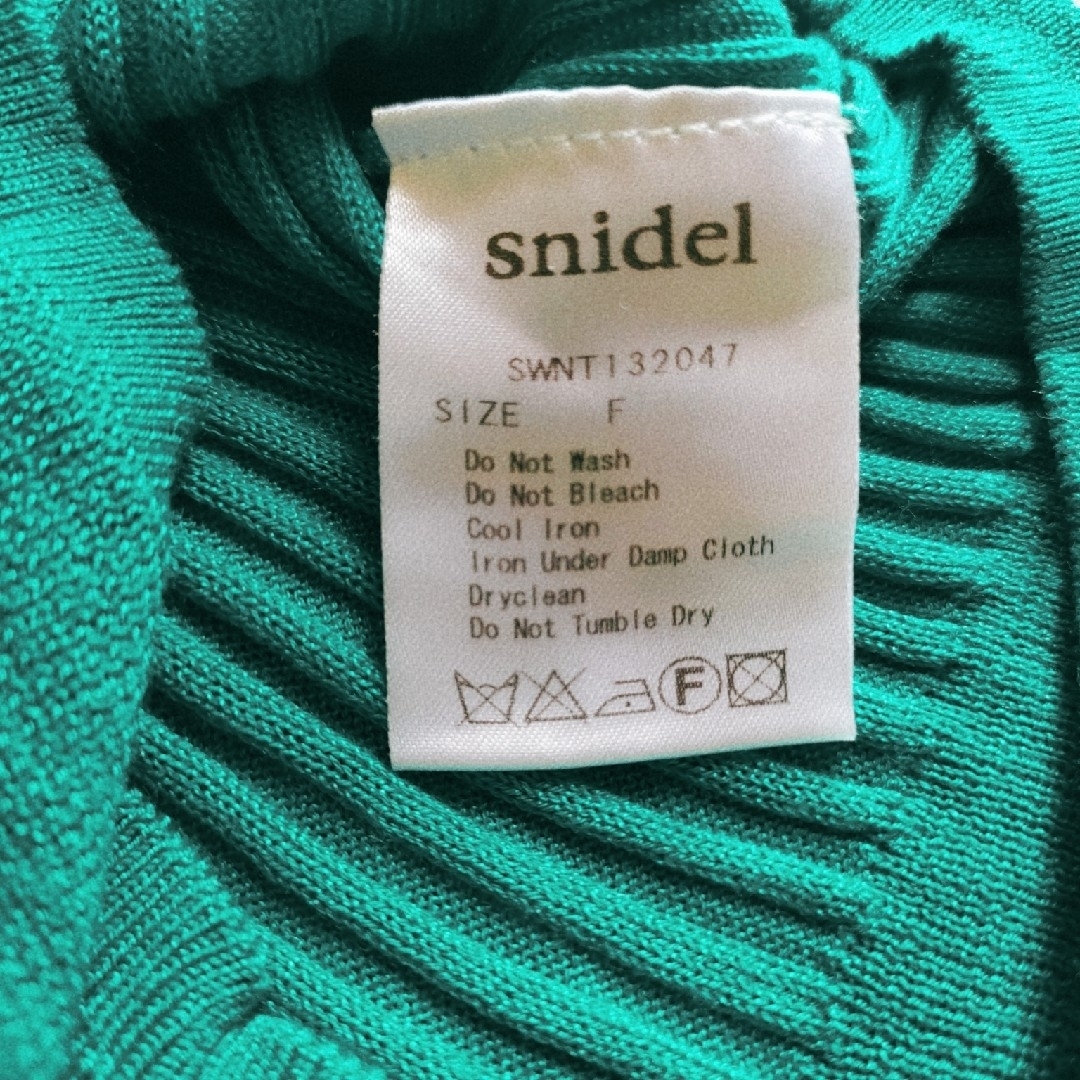 snidel
SWNT132047
SIZE F
Do Not Wash
Do Not Bleach
Cool Iron
Iron Under Damp Cloth
Dryclean
Do Not Tumble Dry
F